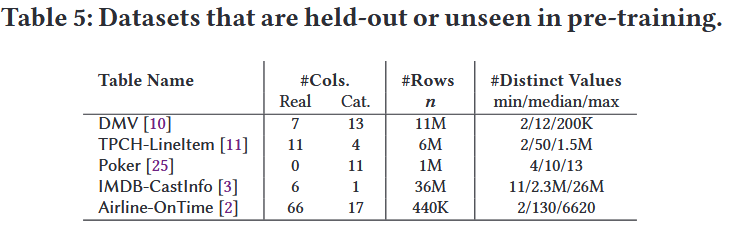 Table 5: Datasets that are held-out or unseen in pre-training.
Table Name #Cols. #Rows #Distinct Values
Real Cat. n min/median/max
DMV [10] 7 13 11M 2/12/200K
TPCH-LineItem [11] 11 4 6M 2/50/1.5M
Poker [25] 0 11 1M 4/10/13
IMDB-CastInfo [3] 6 1 36M 11/2.3M/26M
Airline-OnTime [2] 66 17 440K 2/130/6620